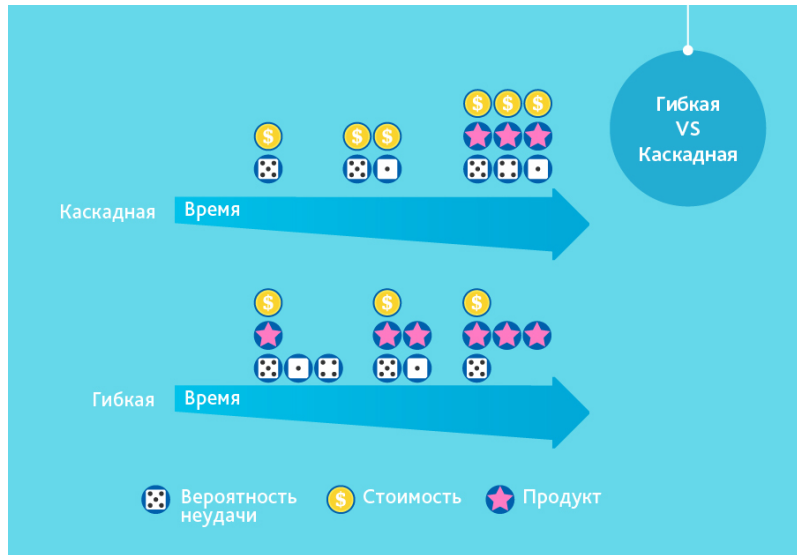 Гибкая
VS
Каскадная
$
$ $
$ $ $
Каскадная
Время
$
$
$
Гибкая
Время
Вероятность
неудачи
$
Стоимость
Продукт